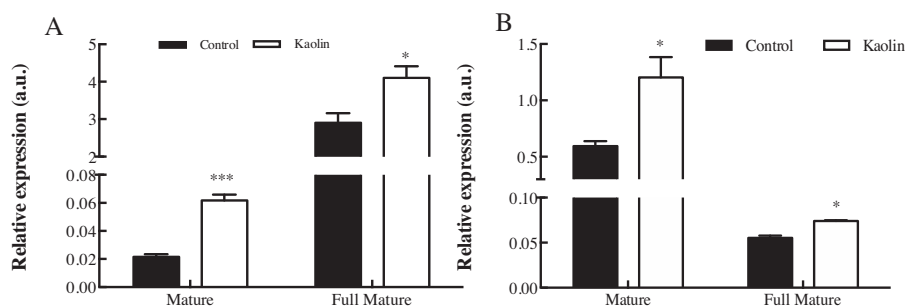 A
Control Kaolin
Relative expression (a.u.)
5
4
3
2
0.08
0.06
0.04
0.02
0.00
*
***
Mature Full Mature
B
Control Kaolin
Relative expression (a.u.)
1.5
1.0
0.5
0.10
0.05
0.00
*
*
Mature Full Mature